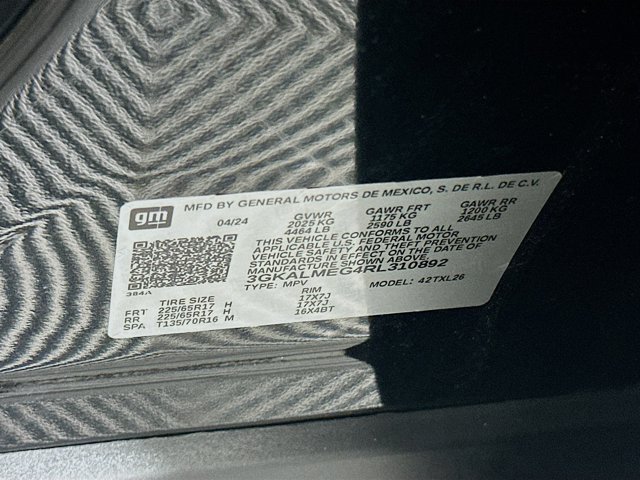 gm MFD BY GENERAL MOTORS DE MEXICO, S. DE R.L. DE C.V.
04/24 GVWR GAWR FRT GAWR RR
2025 KG 1175 KG 1200 KG
4464 LB 2590 LB 2645 LB
THIS VEHICLE CONFORMS TO ALL
APPLICABLE U.S. FEDERAL MOTOR
VEHICLE SAFETY AND THEFT PREVENTION
STANDARDS IN EFFECT ON THE DATE OF
MANUFACTURE SHOWN ABOVE
3GKALMEG4RL310892
384A TYPE: MPV MODEL: 42TXL26
TIRE SIZE RIM
FRT 225/65R17 H 17X7J
RR 225/65R17 H 17X7J
SPA T135/70R16 M 16X4BT